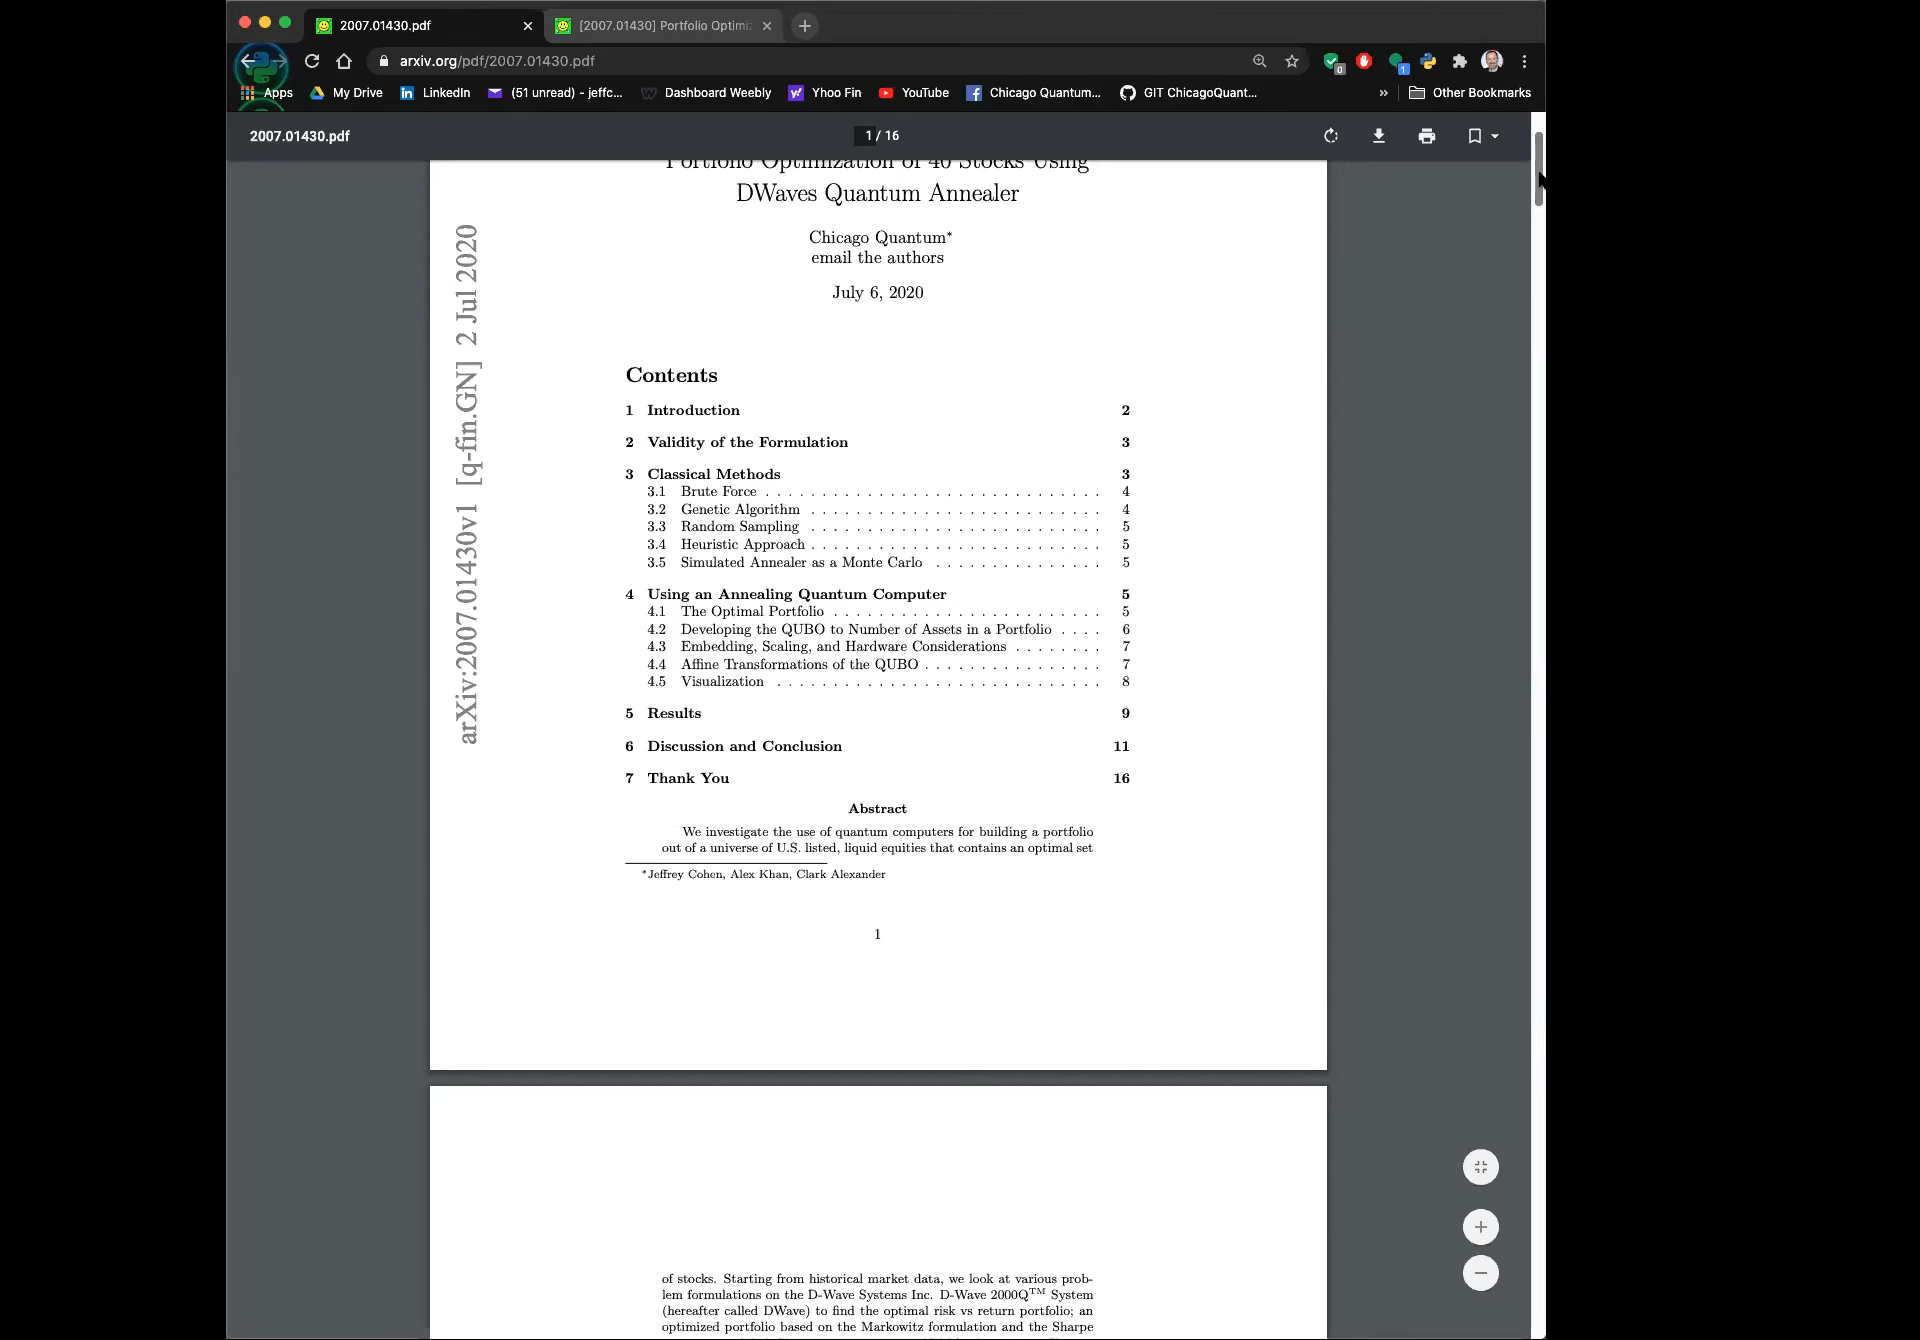 2007.01430.pdf
[2007.01430] Portfolio Optimiz
arxiv.org/pdf/2007.01430.pdf
0
1
Apps
My Drive
LinkedIn
(51 unread) - jeffc...
Dashboard Weebly
Yhoo Fin
YouTube
Chicago Quantum...
GIT ChicagoQuant...
»
Other Bookmarks
2007.01430.pdf
1 / 16
Portfolio Optimization of 40 Stocks Using
DWaves Quantum Annealer
Chicago Quantum*
email the authors
July 6, 2020
arXiv:2007.01430v1 [q-fin.GN] 2 Jul 2020
Contents
1 Introduction 2
2 Validity of the Formulation 3
3 Classical Methods 3
3.1 Brute Force . . . . . . . . . . . . . . . . . . . . . . . . . . . . . . 4
3.2 Genetic Algorithm . . . . . . . . . . . . . . . . . . . . . . . . . . 4
3.3 Random Sampling . . . . . . . . . . . . . . . . . . . . . . . . . . 5
3.4 Heuristic Approach . . . . . . . . . . . . . . . . . . . . . . . . . . 5
3.5 Simulated Annealer as a Monte Carlo . . . . . . . . . . . . . . . 5
4 Using an Annealing Quantum Computer 5
4.1 The Optimal Portfolio . . . . . . . . . . . . . . . . . . . . . . . . 5
4.2 Developing the QUBO to Number of Assets in a Portfolio . . . . 6
4.3 Embedding, Scaling, and Hardware Considerations . . . . . . . . 7
4.4 Affine Transformations of the QUBO . . . . . . . . . . . . . . . . 7
4.5 Visualization . . . . . . . . . . . . . . . . . . . . . . . . . . . . . 8
5 Results 9
6 Discussion and Conclusion 11
7 Thank You 16
Abstract
We investigate the use of quantum computers for building a portfolio
out of a universe of U.S. listed, liquid equities that contains an optimal set
*Jeffrey Cohen, Alex Khan, Clark Alexander
1
of stocks. Starting from historical market data, we look at various prob-
lem formulations on the D-Wave Systems Inc. D-Wave 2000Q™ System
(hereafter called DWave) to find the optimal risk vs return portfolio; an
optimized portfolio based on the Markowitz formulation and the Sharpe